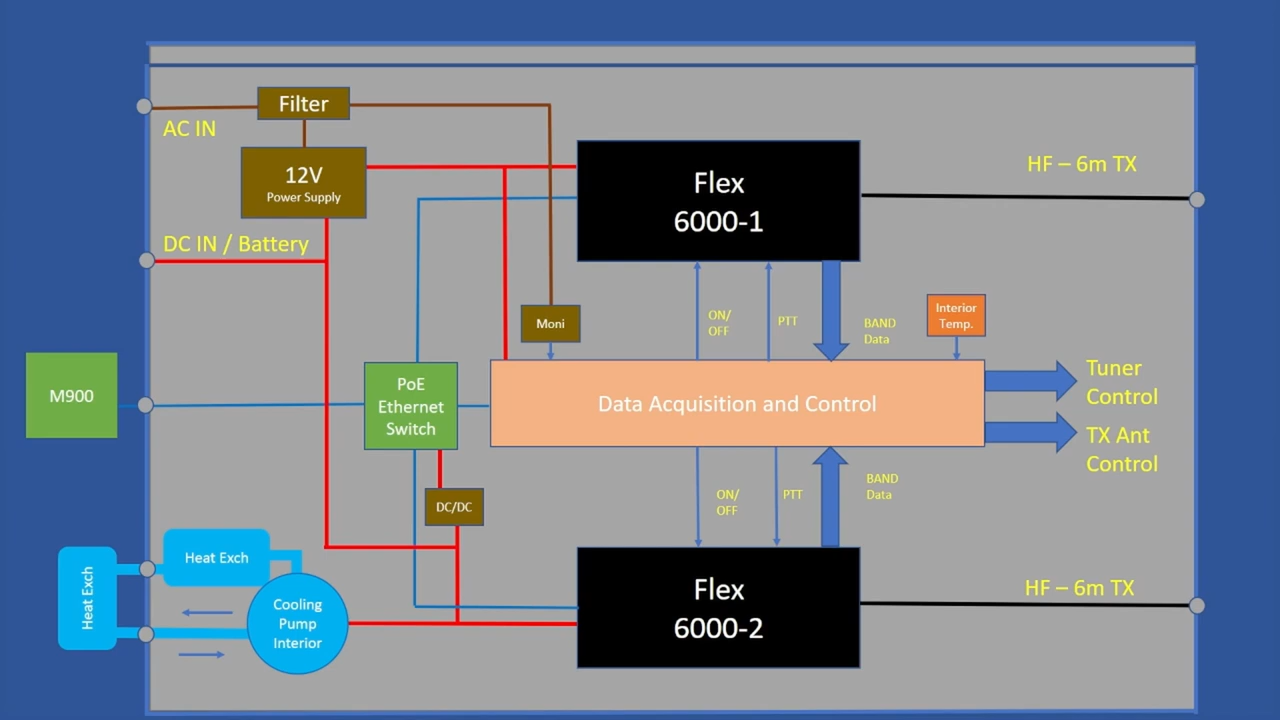 Filter
AC IN
12V
Power Supply
DC IN / Battery
Flex
6000-1
HF – 6m TX
Moni
ON/
OFF
PTT
BAND
Data
Interior
Temp.
M900
PoE
Ethernet
Switch
Data Acquisition and Control
Tuner
Control
TX Ant
Control
DC/DC
ON/
OFF
PTT
BAND
Data
Heat Exch
Heat Exch
Cooling
Pump
Interior
Flex
6000-2
HF – 6m TX